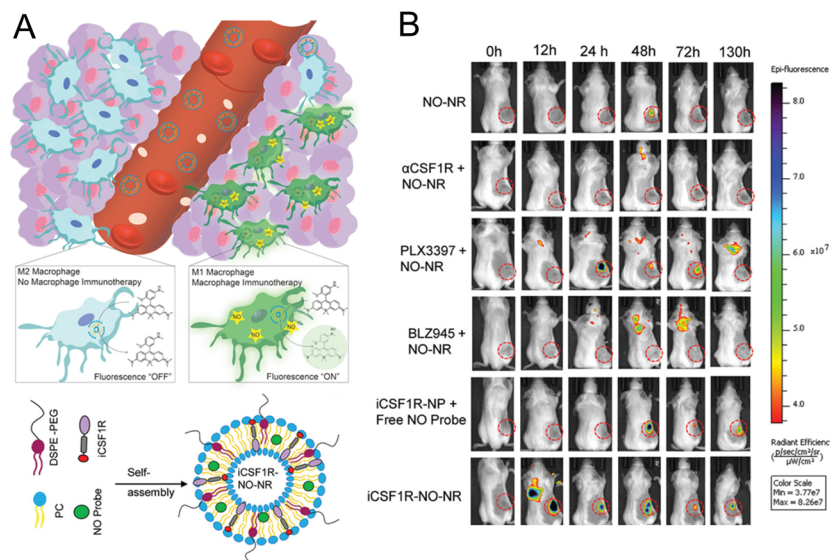 A
M2 Macrophage
No Macrophage Immunotherapy
Fluorescence "OFF"
M1 Macrophage
Macrophage Immunotherapy
NO
NO
NO
Fluorescence "ON"
DSPE -PEG
iCSF1R
PC
NO Probe
Self-
assembly
iCSF1R-
NO-NR
B
0h 12h 24 h 48h 72h 130h
NO-NR
αCSF1R +
NO-NR
PLX3397 +
NO-NR
BLZ945 +
NO-NR
iCSF1R-NP +
Free NO Probe
iCSF1R-NO-NR
Epi-fluorescence
8.0
7.0
6.0
x10⁷
5.0
4.0
Radiant Efficienc
(p/sec/cm²/sr
μW/cm²)
Color Scale
Min = 3.77e7
Max = 8.26e7